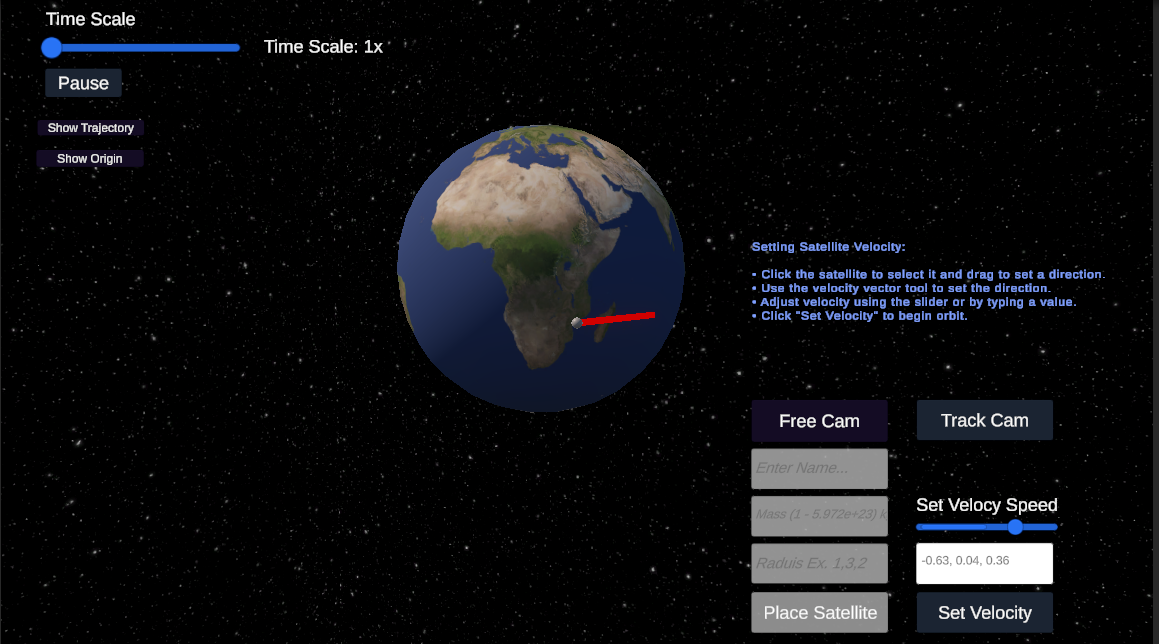 Time Scale
Time Scale: 1x
Pause
Show Trajectory
Show Origin
Setting Satellite Velocity:
• Click the satellite to select it and drag to set a direction.
• Use the velocity vector tool to set the direction.
• Adjust velocity using the slider or by typing a value.
• Click "Set Velocity" to begin orbit.
Free Cam
Track Cam
Enter Name...
Mass (1 - 5.972e+23) k
Set Velocy Speed
Raduis Ex. 1,3,2
-0.63, 0.04, 0.36
Place Satellite
Set Velocity